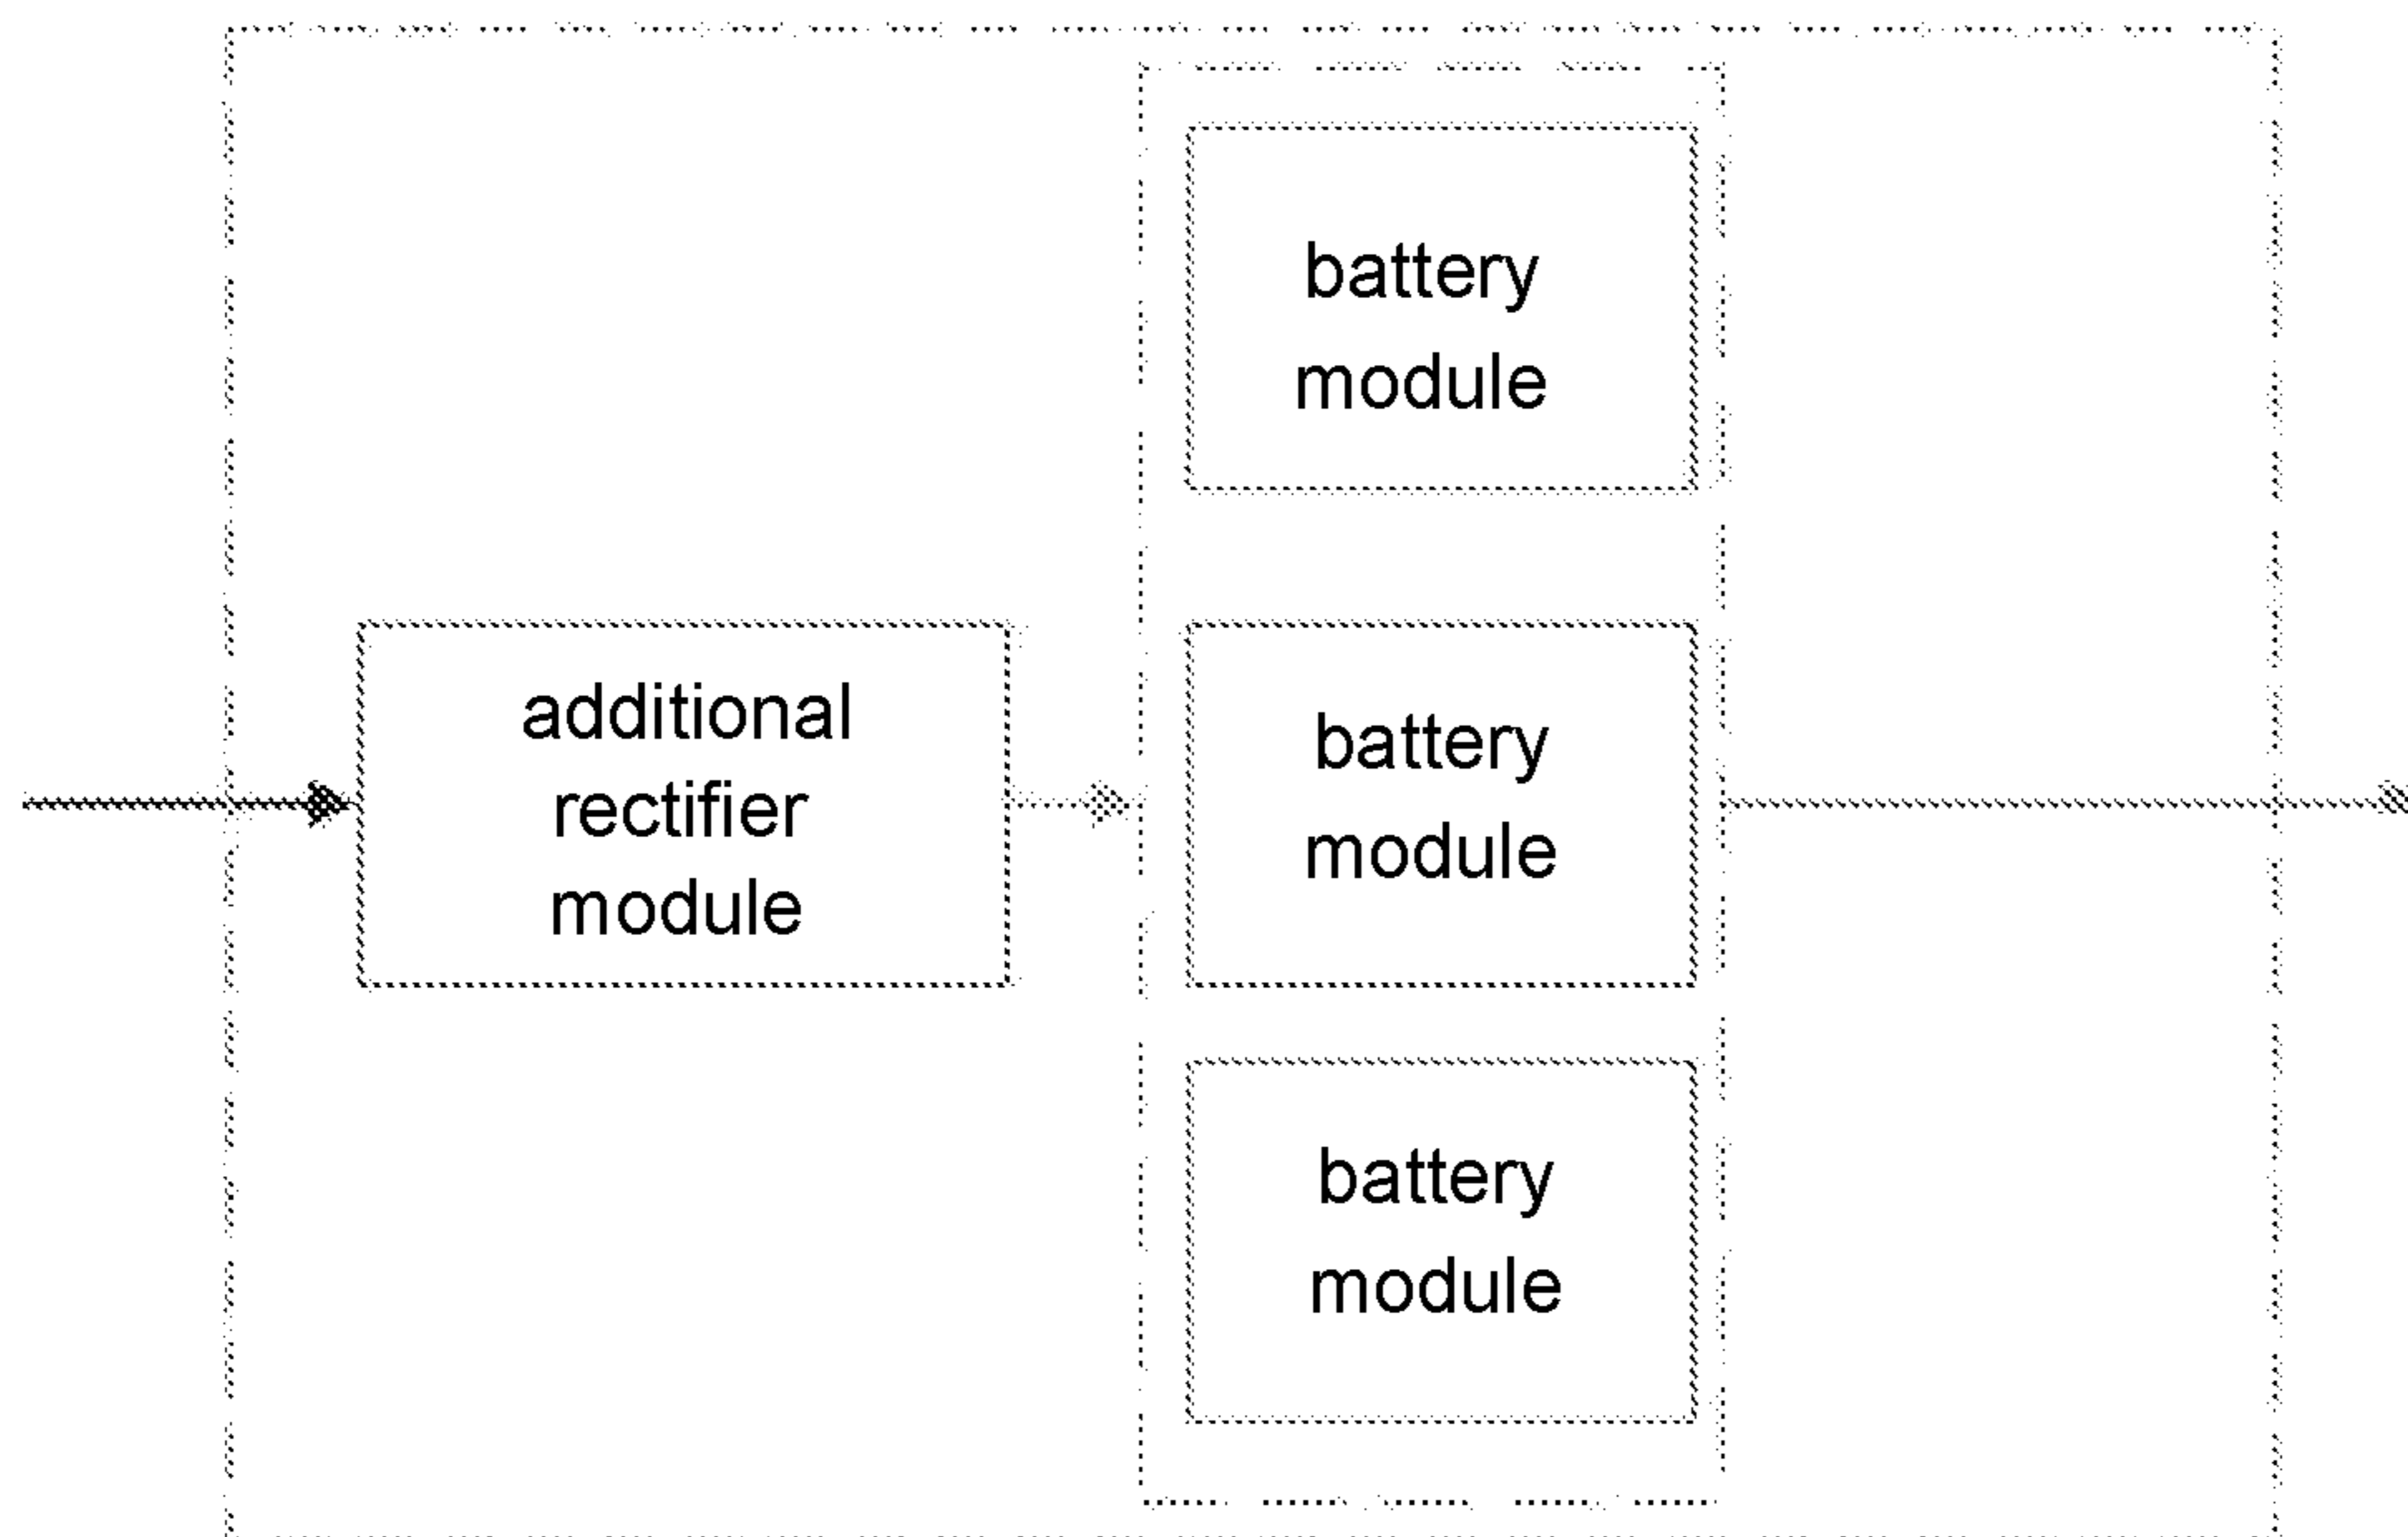 battery
module
additional
rectifier
module
battery
module
battery
module